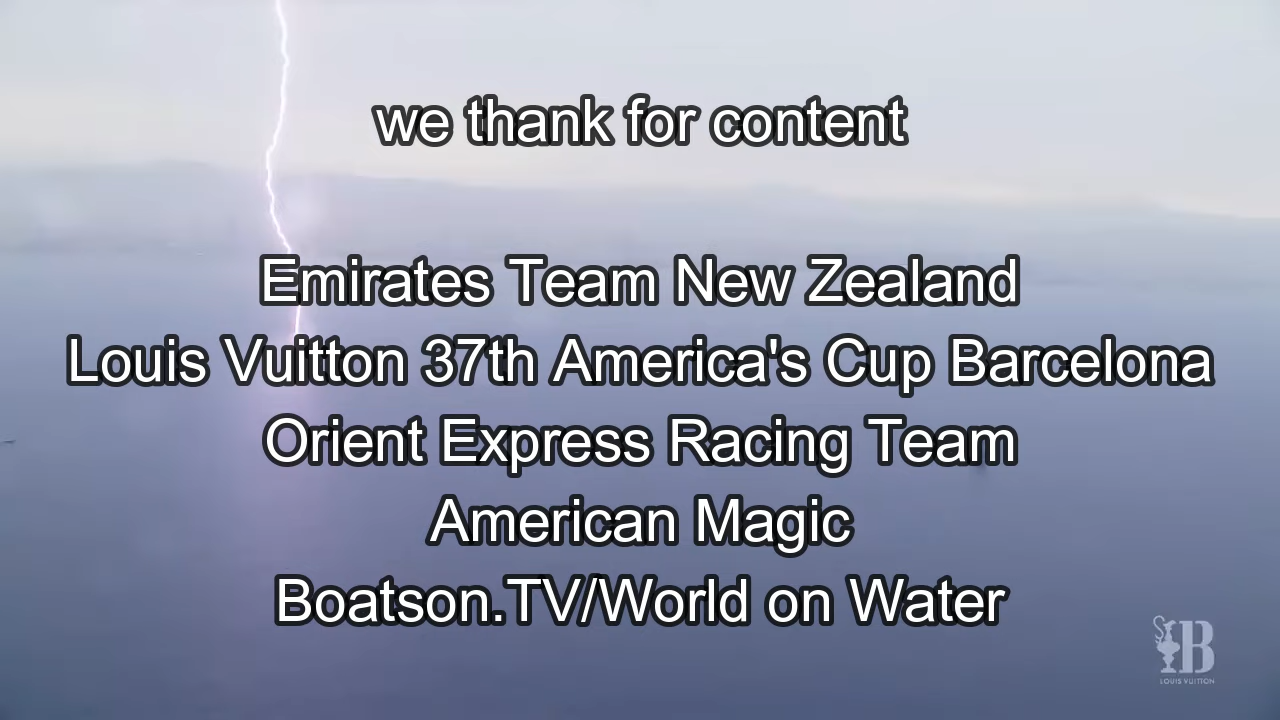 we thank for content
Emirates Team New Zealand
Louis Vuitton 37th America's Cup Barcelona
Orient Express Racing Team
American Magic
Boatson.TV/World on Water
B
LOUIS VUITTON